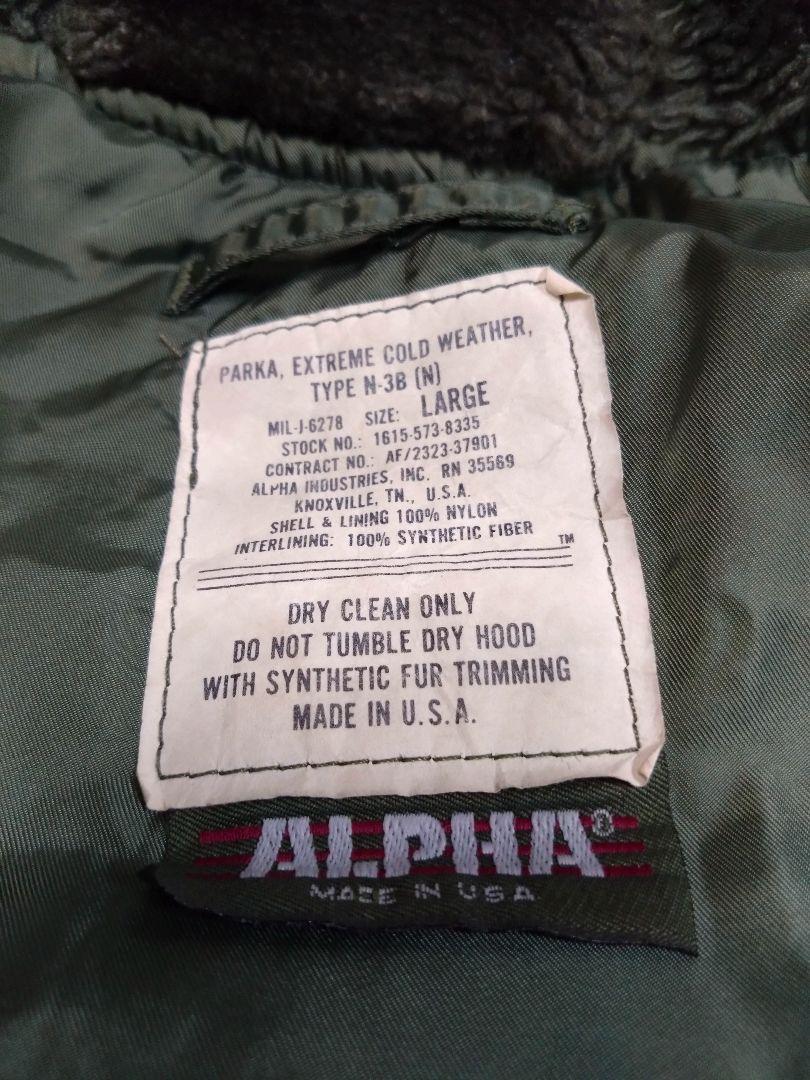 PARKA, EXTREME COLD WEATHER,
TYPE N-3B (N)
MIL-J-6278 SIZE: LARGE
STOCK NO.: 1615-573-8335
CONTRACT NO.: AF/2323-37901
ALPHA INDUSTRIES, INC. RN 35569
KNOXVILLE, TN., U.S.A.
SHELL & LINING 100% NYLON
INTERLINING: 100% SYNTHETIC FIBER
TM
DRY CLEAN ONLY
DO NOT TUMBLE DRY HOOD
WITH SYNTHETIC FUR TRIMMING
MADE IN U.S.A.
ALPHA®
MADE IN USA